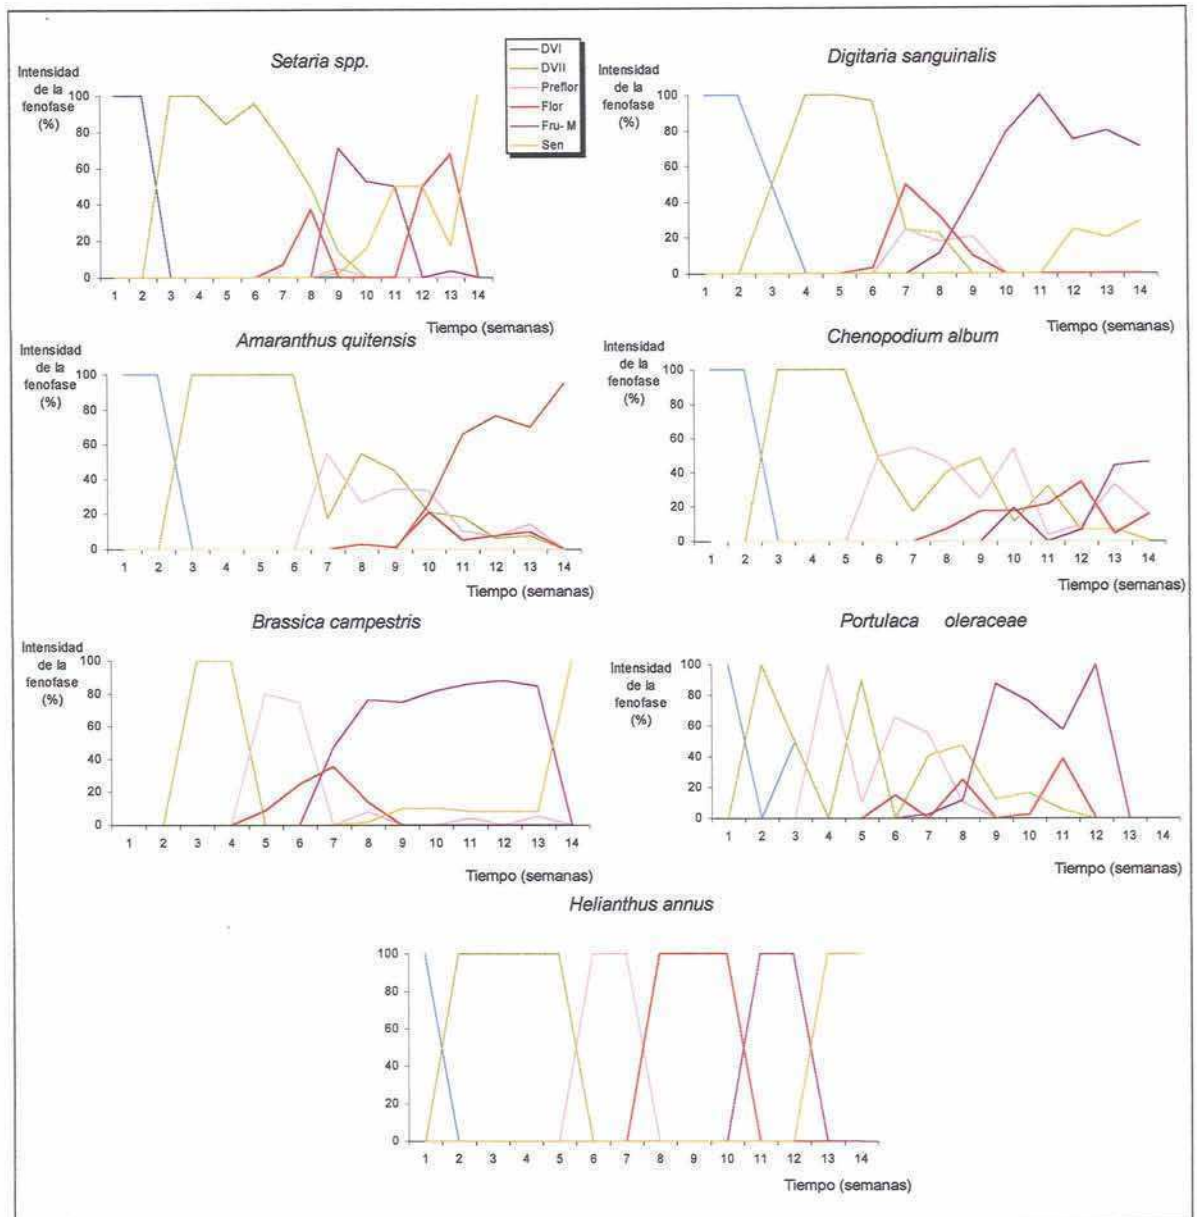 Setaria spp.
Intensidad
de la
fenofase
(%)
100
80
60
40
20
0
1 2 3 4 5 6 7 8 9 10 11 12 13 14
Tiempo (semanas)
DVI
DVII
Preflor
Flor
Fru- M
Sen
Digitaria sanguinalis
Intensidad
de la
fenofase
(%)
100
80
60
40
20
0
1 2 3 4 5 6 7 8 9 10 11 12 13 14
Tiempo (semanas)
Amaranthus quitensis
Intensidad
de la
fenofase
(%)
100
80
60
40
20
0
1 2 3 4 5 6 7 8 9 10 11 12 13 14
Tiempo (semanas)
Chenopodium album
Intensidad
de la
fenofase
(%)
100
80
60
40
20
0
1 2 3 4 5 6 7 8 9 10 11 12 13 14
Tiempo (semanas)
Brassica campestris
Intensidad
de la
fenofase
(%)
100
80
60
40
20
0
1 2 3 4 5 6 7 8 9 10 11 12 13 14
Tiempo (semanas)
Portulaca oleraceae
Intensidad
de la
fenofase
(%)
100
80
60
40
20
0
1 2 3 4 5 6 7 8 9 10 11 12 13 14
Tiempo (semanas)
Helianthus annus
100
80
60
40
20
0
1 2 3 4 5 6 7 8 9 10 11 12 13 14
Tiempo (semanas)